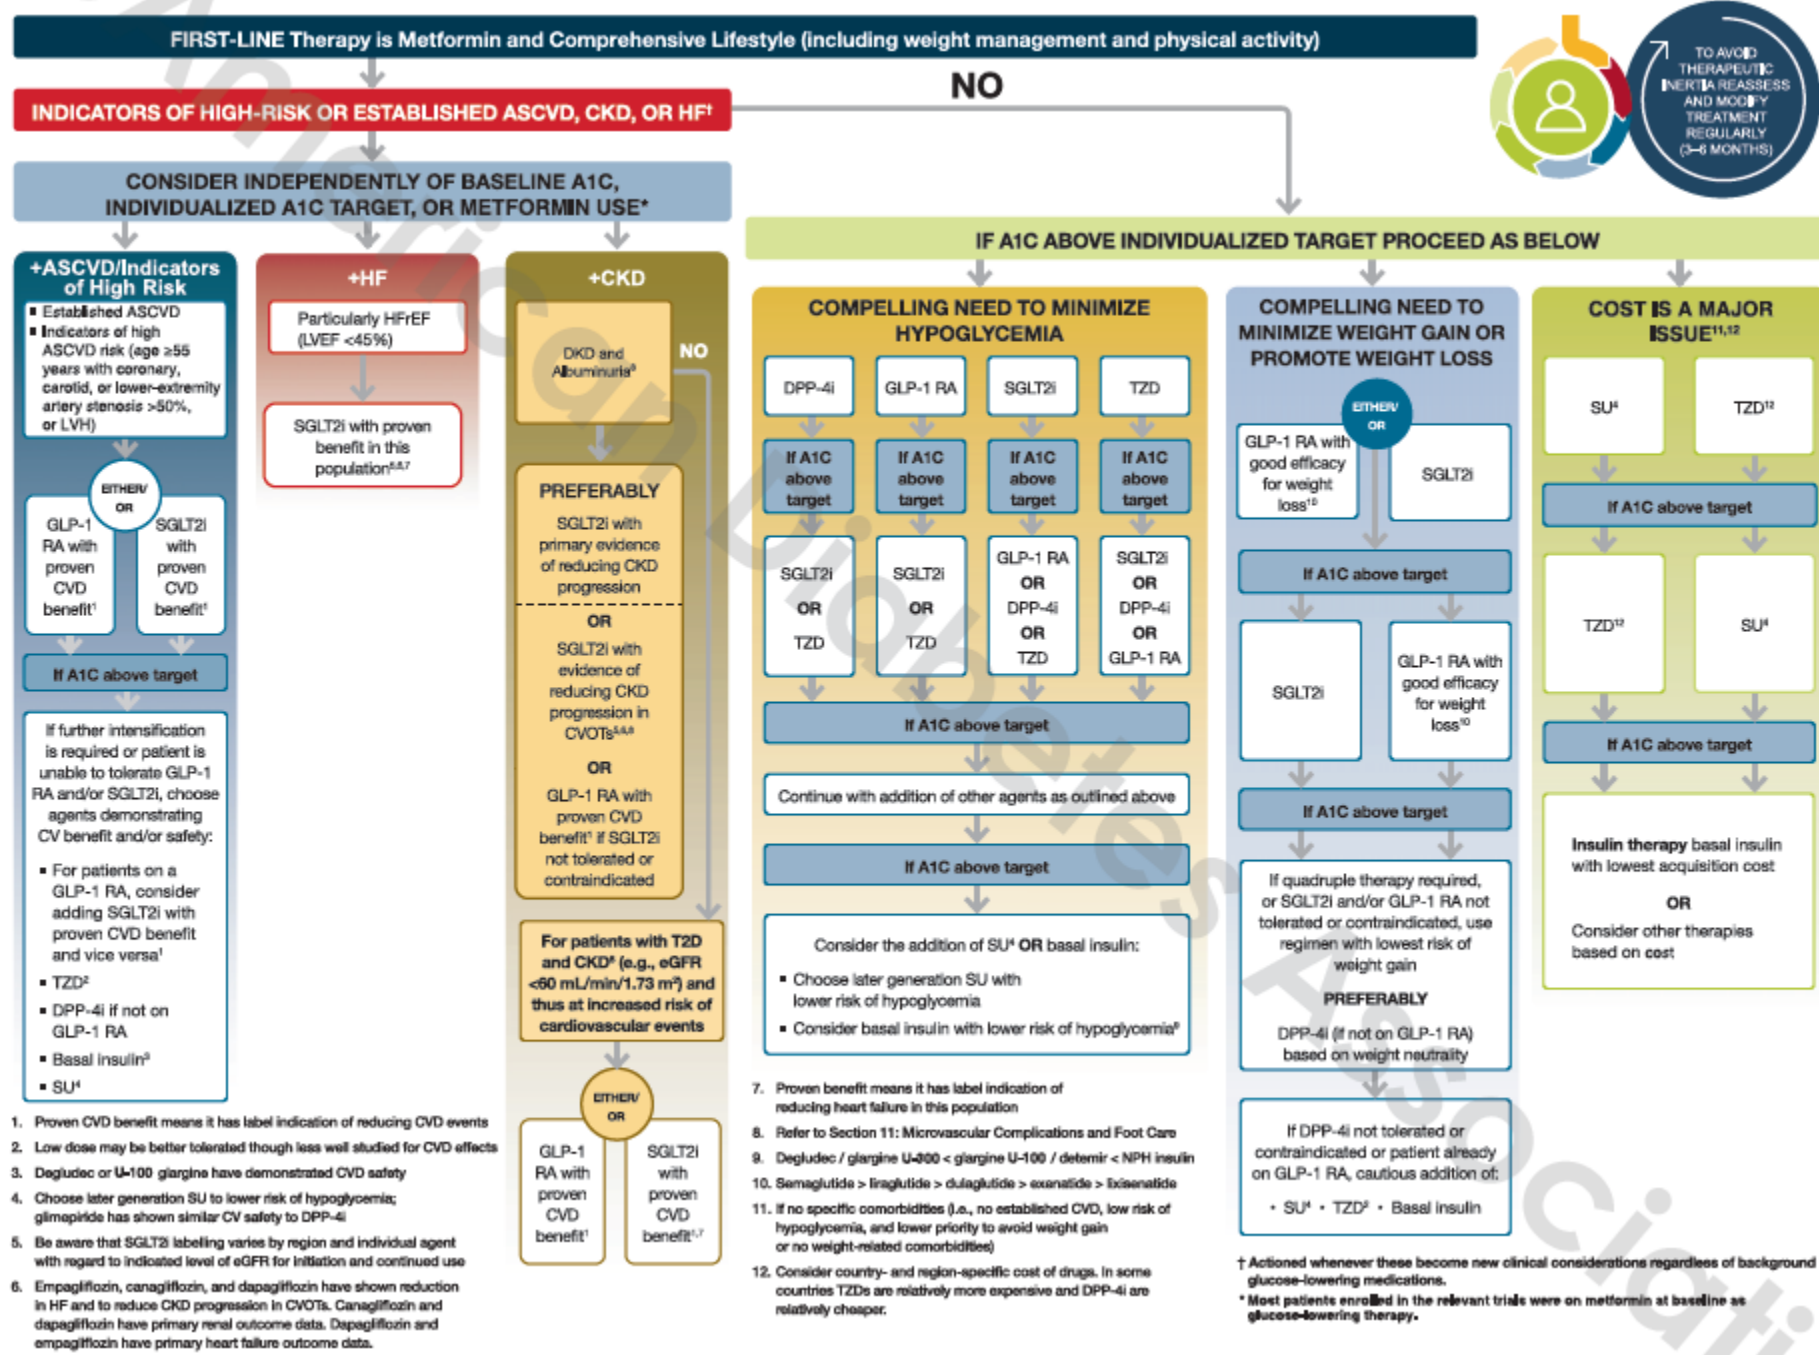 FIRST-LINE Therapy is Metformin and Comprehensive Lifestyle (including weight management and physical activity)
TO AVOID
THERAPEUTIC
INERTIA REASSESS
AND MODIFY
TREATMENT
REGULARLY
(3–6 MONTHS)
INDICATORS OF HIGH-RISK OR ESTABLISHED ASCVD, CKD, OR HF†
NO
CONSIDER INDEPENDENTLY OF BASELINE A1C,
INDIVIDUALIZED A1C TARGET, OR METFORMIN USE*
+ASCVD/Indicators
of High Risk
▪ Established ASCVD
▪ Indicators of high
ASCVD risk (age ≥55
years with coronary,
carotid, or lower-extremity
artery stenosis >50%,
or LVH)
EITHER/
OR
GLP-1
RA with
proven
CVD
benefit¹
SGLT2i
with
proven
CVD
benefit¹
If A1C above target
If further intensification
is required or patient is
unable to tolerate GLP-1
RA and/or SGLT2i, choose
agents demonstrating
CV benefit and/or safety:
▪ For patients on a
GLP-1 RA, consider
adding SGLT2i with
proven CVD benefit
and vice versa¹
▪ TZD²
▪ DPP-4i if not on
GLP-1 RA
▪ Basal insulin³
▪ SU⁴
+HF
Particularly HFrEF
(LVEF <45%)
SGLT2i with proven
benefit in this
population⁵,⁶,⁷
+CKD
DKD and
Albuminuria⁸
NO
PREFERABLY
SGLT2i with
primary evidence
of reducing CKD
progression
OR
SGLT2i with
evidence of
reducing CKD
progression in
CVOTs⁵,⁶,⁸
OR
GLP-1 RA with
proven CVD
benefit¹ if SGLT2i
not tolerated or
contraindicated
For patients with T2D
and CKD⁸ (e.g., eGFR
<60 mL/min/1.73 m²) and
thus at increased risk of
cardiovascular events
EITHER/
OR
GLP-1
RA with
proven
CVD
benefit¹
SGLT2i
with
proven
CVD
benefit¹,⁷
IF A1C ABOVE INDIVIDUALIZED TARGET PROCEED AS BELOW
COMPELLING NEED TO MINIMIZE
HYPOGLYCEMIA
DPP-4i
GLP-1 RA
SGLT2i
TZD
If A1C
above
target
If A1C
above
target
If A1C
above
target
If A1C
above
target
SGLT2i
OR
TZD
SGLT2i
OR
TZD
GLP-1 RA
OR
DPP-4i
OR
TZD
SGLT2i
OR
DPP-4i
OR
GLP-1 RA
If A1C above target
Continue with addition of other agents as outlined above
If A1C above target
Consider the addition of SU⁴ OR basal insulin:
▪ Choose later generation SU with
lower risk of hypoglycemia
▪ Consider basal insulin with lower risk of hypoglycemia⁹
COMPELLING NEED TO
MINIMIZE WEIGHT GAIN OR
PROMOTE WEIGHT LOSS
EITHER/
OR
GLP-1 RA with
good efficacy
for weight
loss¹⁰
SGLT2i
If A1C above target
SGLT2i
GLP-1 RA with
good efficacy
for weight
loss¹⁰
If A1C above target
If quadruple therapy required,
or SGLT2i and/or GLP-1 RA not
tolerated or contraindicated, use
regimen with lowest risk of
weight gain
PREFERABLY
DPP-4i (if not on GLP-1 RA)
based on weight neutrality
If DPP-4i not tolerated or
contraindicated or patient already
on GLP-1 RA, cautious addition of:
• SU⁴ • TZD² • Basal insulin
COST IS A MAJOR
ISSUE¹¹,¹²
SU⁴
TZD¹²
If A1C above target
TZD¹²
SU⁴
If A1C above target
Insulin therapy basal insulin
with lowest acquisition cost
OR
Consider other therapies
based on cost
1. Proven CVD benefit means it has label indication of reducing CVD events
2. Low dose may be better tolerated though less well studied for CVD effects
3. Degludec or U-100 glargine have demonstrated CVD safety
4. Choose later generation SU to lower risk of hypoglycemia;
glimepiride has shown similar CV safety to DPP-4i
5. Be aware that SGLT2i labelling varies by region and individual agent
with regard to indicated level of eGFR for initiation and continued use
6. Empagliflozin, canagliflozin, and dapagliflozin have shown reduction
in HF and to reduce CKD progression in CVOTs. Canagliflozin and
dapagliflozin have primary renal outcome data. Dapagliflozin and
empagliflozin have primary heart failure outcome data.
7. Proven benefit means it has label indication of
reducing heart failure in this population
8. Refer to Section 11: Microvascular Complications and Foot Care
9. Degludec / glargine U-300 < glargine U-100 / detemir < NPH insulin
10. Semaglutide > liraglutide > dulaglutide > exenatide > lixisenatide
11. If no specific comorbidities (i.e., no established CVD, low risk of
hypoglycemia, and lower priority to avoid weight gain
or no weight-related comorbidities)
12. Consider country- and region-specific cost of drugs. In some
countries TZDs are relatively more expensive and DPP-4i are
relatively cheaper.
† Actioned whenever these become new clinical considerations regardless of background
glucose-lowering medications.
* Most patients enrolled in the relevant trials were on metformin at baseline as
glucose-lowering therapy.
American Diabetes Associati